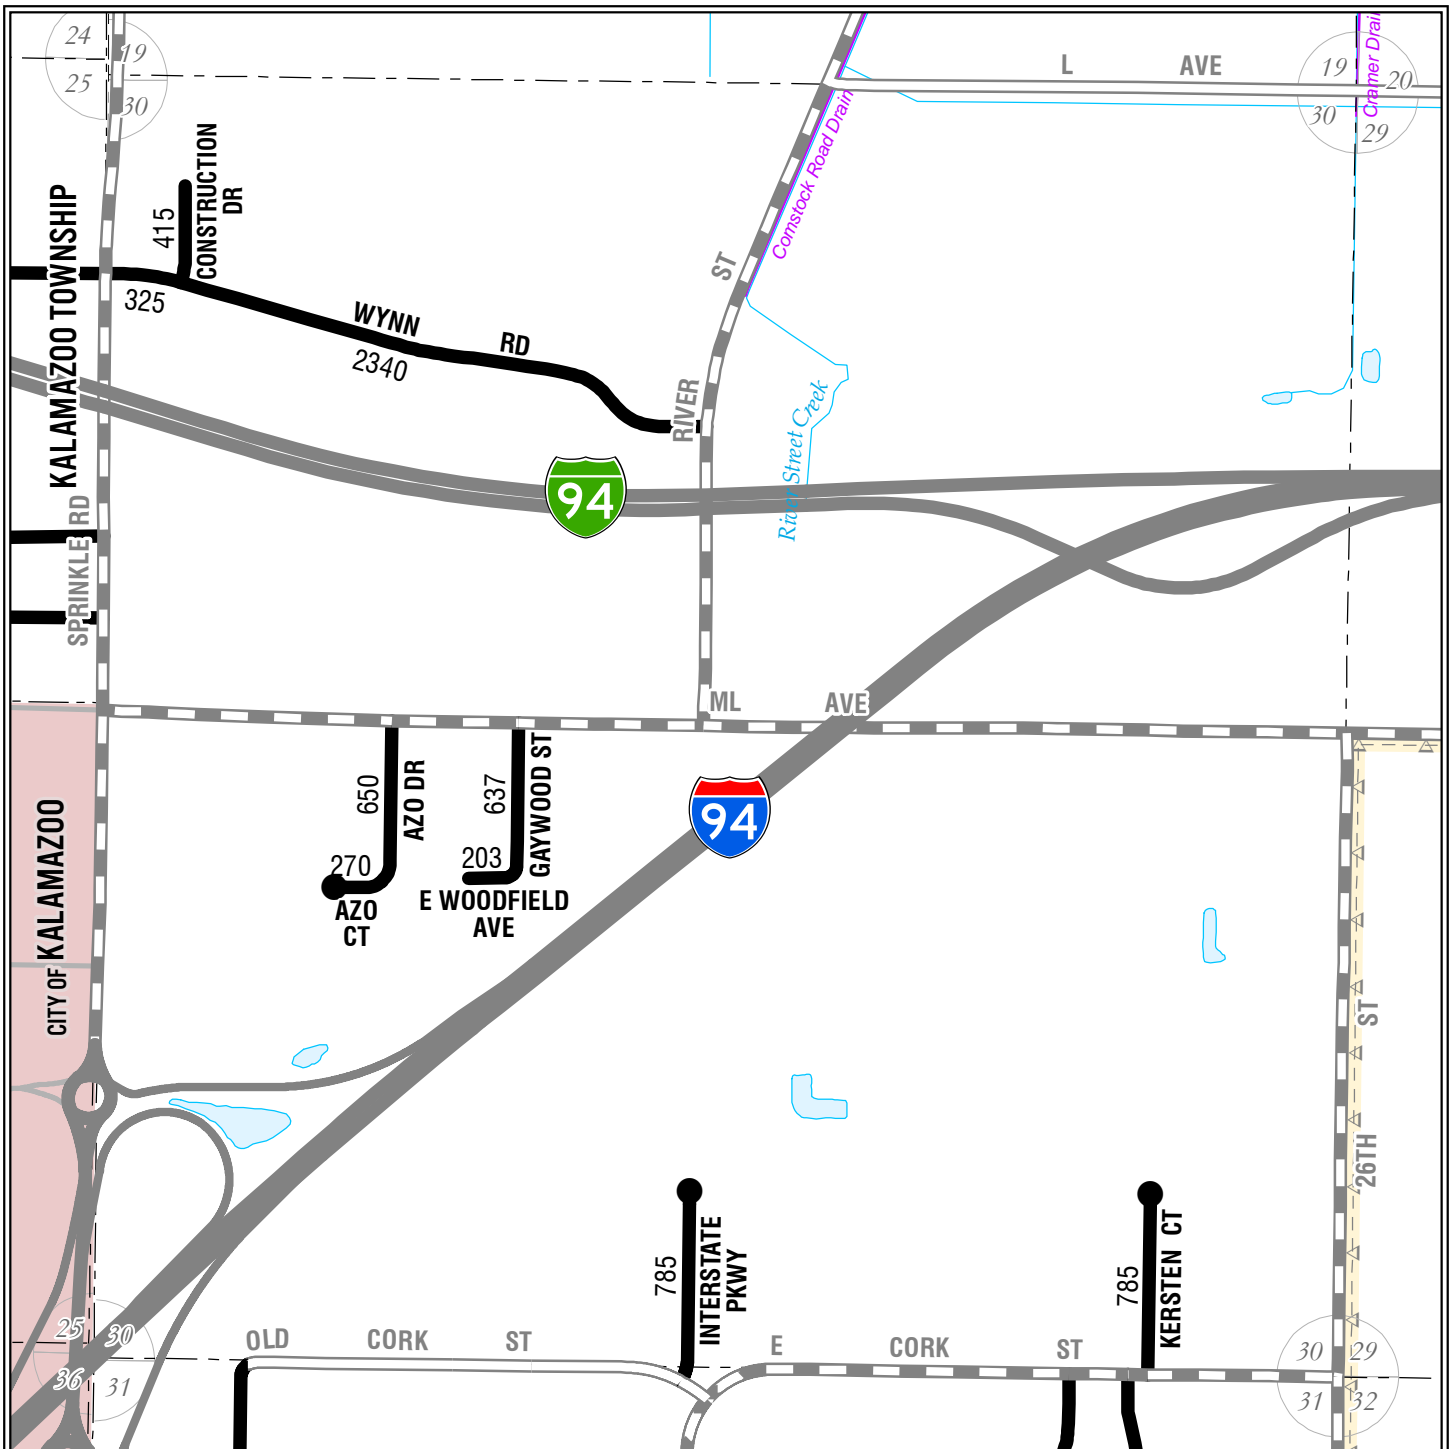 24
19
25
30
L AVE
19
20
30
29
Cramer Drai
Comstock Road Drain
CONSTRUCTION
DR
415
KALAMAZOO TOWNSHIP
325
WYNN RD
2340
RIVER ST
River Street Creek
94
SPRINKLE RD
ML AVE
650
AZO DR
637
GAYWOOD ST
270
203
AZO
CT
E WOODFIELD
AVE
94
CITY OF KALAMAZOO
26TH ST
785
INTERSTATE
PKWY
785
KERSTEN CT
25
30
36
31
OLD CORK ST
E CORK ST
30
29
31
32